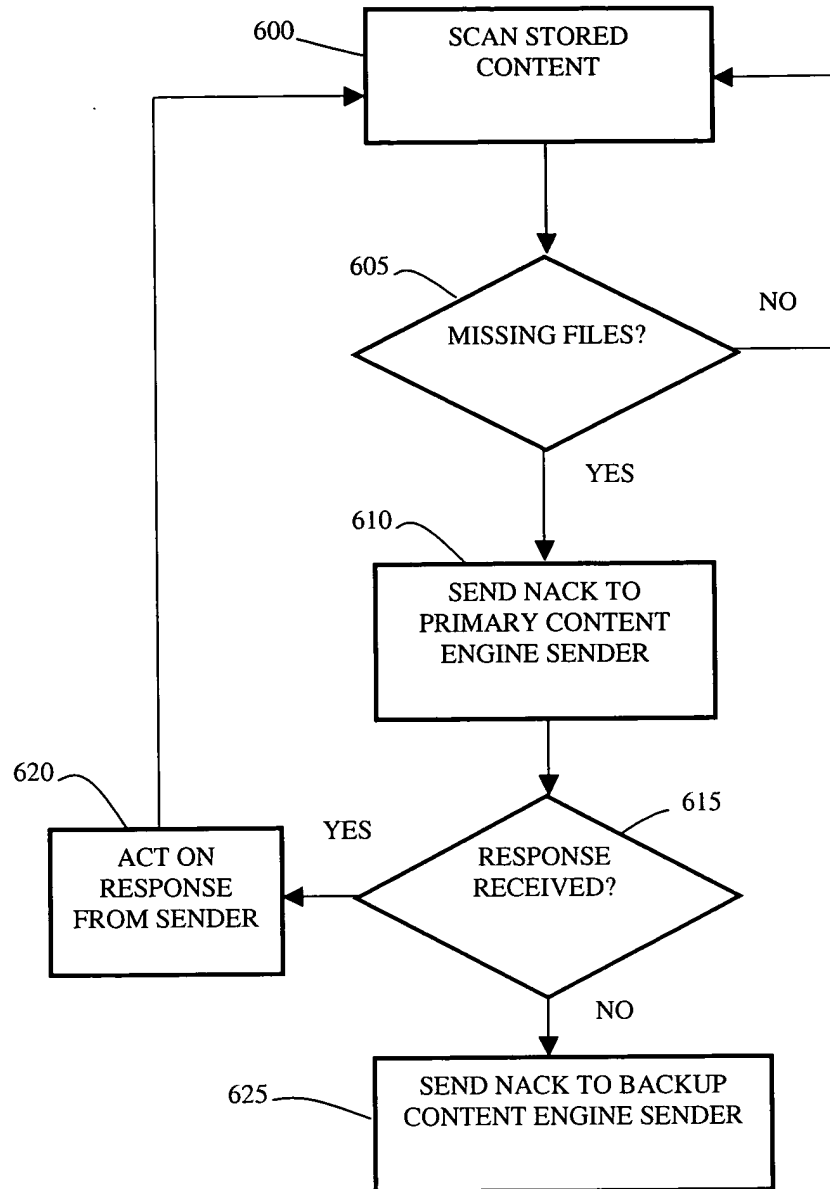 600
SCAN STORED
CONTENT
605
MISSING FILES?
NO
YES
610
SEND NACK TO
PRIMARY CONTENT
ENGINE SENDER
620
615
YES
ACT ON
RESPONSE
FROM SENDER
RESPONSE
RECEIVED?
NO
625
SEND NACK TO BACKUP
CONTENT ENGINE SENDER